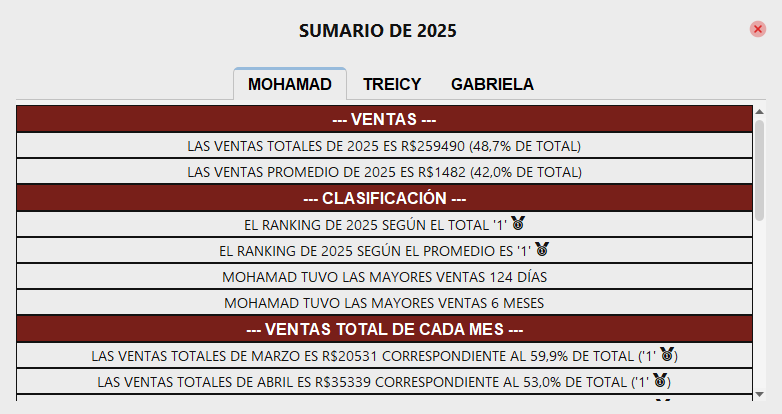 SUMARIO DE 2025
MOHAMAD TREICY GABRIELA
--- VENTAS ---
LAS VENTAS TOTALES DE 2025 ES R$259490 (48,7% DE TOTAL)
LAS VENTAS PROMEDIO DE 2025 ES R$1482 (42,0% DE TOTAL)
--- CLASIFICACIÓN ---
EL RANKING DE 2025 SEGÚN EL TOTAL '1' 🥇
EL RANKING DE 2025 SEGÚN EL PROMEDIO ES '1' 🥇
MOHAMAD TUVO LAS MAYORES VENTAS 124 DÍAS
MOHAMAD TUVO LAS MAYORES VENTAS 6 MESES
--- VENTAS TOTAL DE CADA MES ---
LAS VENTAS TOTALES DE MARZO ES R$20531 CORRESPONDIENTE AL 59,9% DE TOTAL ('1' 🥇)
LAS VENTAS TOTALES DE ABRIL ES R$35339 CORRESPONDIENTE AL 53,0% DE TOTAL ('1' 🥇)